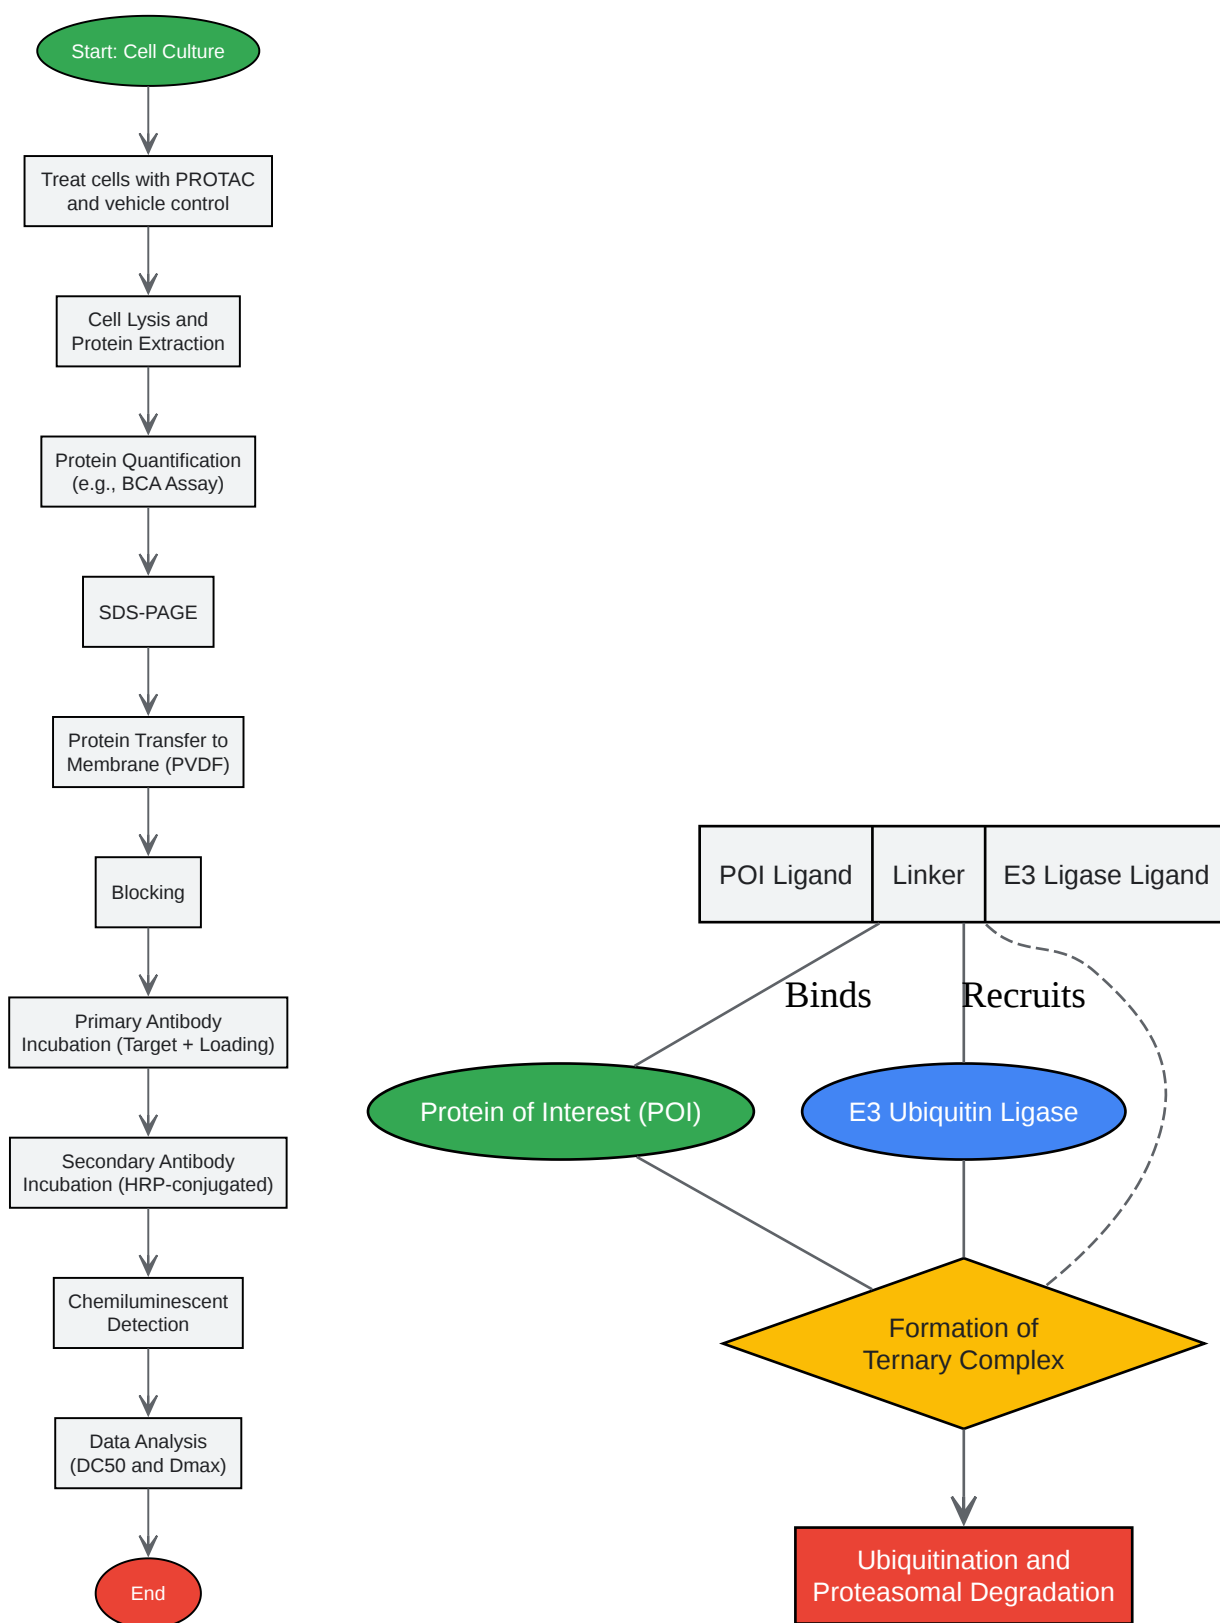 Start: Cell Culture
Treat cells with PROTAC
and vehicle control
Cell Lysis and
Protein Extraction
Protein Quantification
(e.g., BCA Assay)
SDS-PAGE
Protein Transfer to
Membrane (PVDF)
Blocking
Primary Antibody
Incubation (Target + Loading)
Secondary Antibody
Incubation (HRP-conjugated)
Chemiluminescent
Detection
Data Analysis
(DC50 and Dmax)
End
POI Ligand
Linker
E3 Ligase Ligand
Binds
Recruits
Protein of Interest (POI)
E3 Ubiquitin Ligase
Formation of
Ternary Complex
Ubiquitination and
Proteasomal Degradation